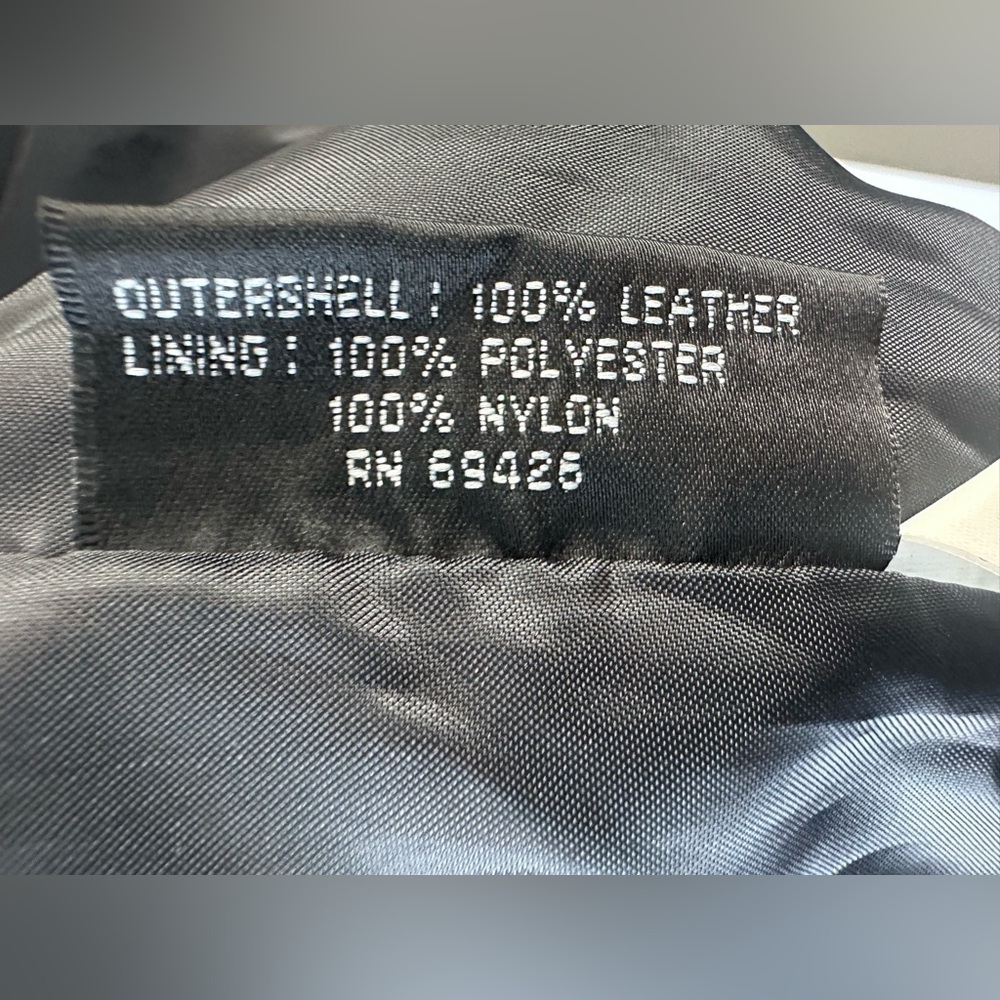 OUTERSHELL : 100% LEATHER
LINING : 100% POLYESTER
100% NYLON
RN 69426